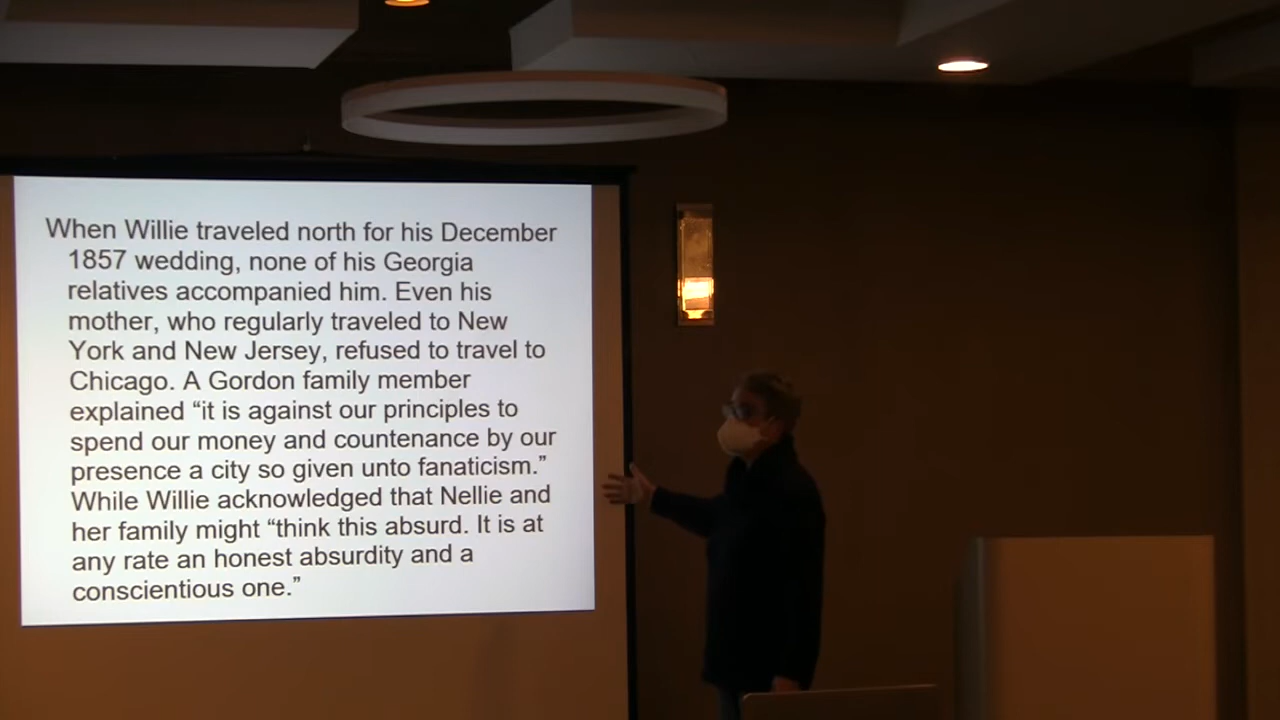 When Willie traveled north for his December
1857 wedding, none of his Georgia
relatives accompanied him. Even his
mother, who regularly traveled to New
York and New Jersey, refused to travel to
Chicago. A Gordon family member
explained “it is against our principles to
spend our money and countenance by our
presence a city so given unto fanaticism.”
While Willie acknowledged that Nellie and
her family might “think this absurd. It is at
any rate an honest absurdity and a
conscientious one.”